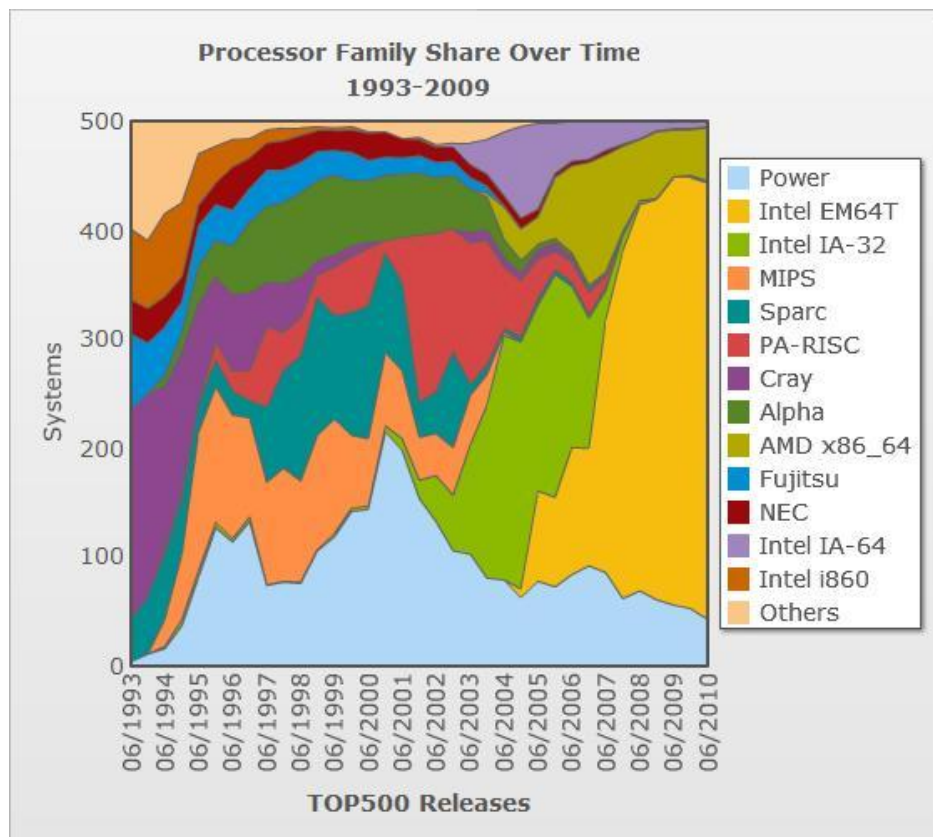 Processor Family Share Over Time
1993-2009
500
400
300
200
100
0
Systems
06/1993
06/1994
06/1995
06/1996
06/1997
06/1998
06/1999
06/2000
06/2001
06/2002
06/2003
06/2004
06/2005
06/2006
06/2007
06/2008
06/2009
06/2010
TOP500 Releases
Power
Intel EM64T
Intel IA-32
MIPS
Sparc
PA-RISC
Cray
Alpha
AMD x86_64
Fujitsu
NEC
Intel IA-64
Intel i860
Others